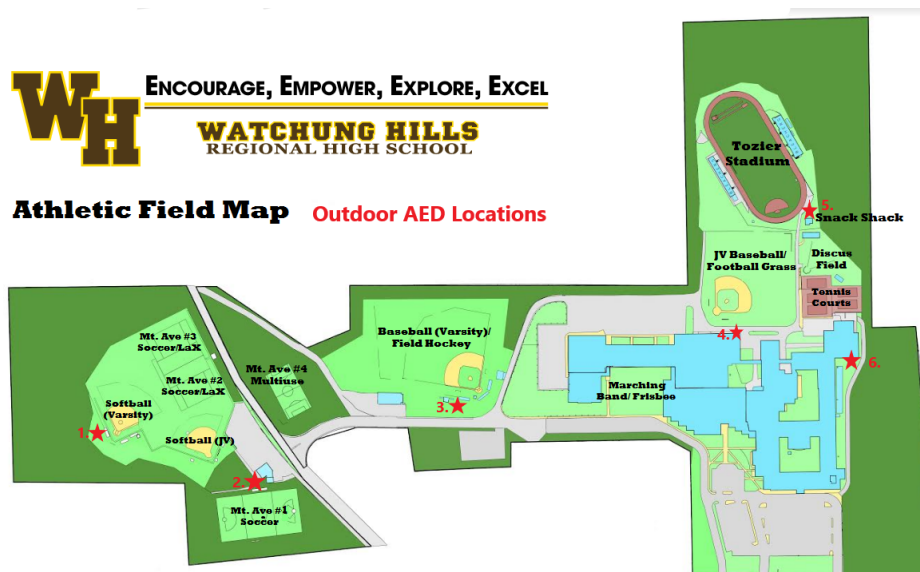 WH
ENCOURAGE, EMPOWER, EXPLORE, EXCEL
WATCHUNG HILLS
REGIONAL HIGH SCHOOL
Athletic Field Map
Outdoor AED Locations
Tozier
Stadium
5.
Snack Shack
JV Baseball/
Football Grass
Discus
Field
Tennis
Courts
Mt. Ave #3
Soccer/LaX
Mt. Ave #2
Soccer/LaX
Mt. Ave #4
Multiuse
Baseball (Varsity)/
Field Hockey
4.
6.
Marching
Band/Frisbee
3.
Softball
(Varsity)
1.
Softball (JV)
2.
Mt. Ave #1
Soccer